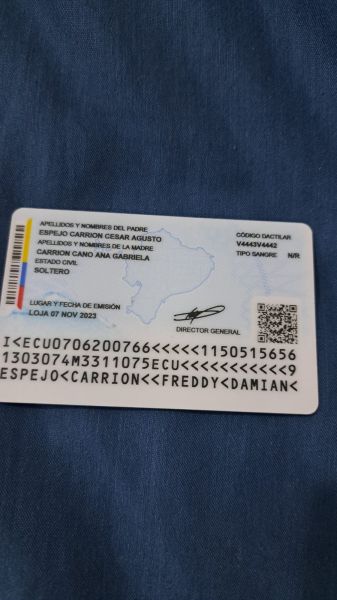 APELLIDOS Y NOMBRES DEL PADRE
ESPEJO CARRION CESAR AGUSTO
APELLIDOS Y NOMBRES DE LA MADRE
CARRION CANO ANA GABRIELA
ESTADO CIVIL
SOLTERO
CÓDIGO DACTILAR
V4443V4442
TIPO SANGRE N/R
LUGAR Y FECHA DE EMISIÓN
LOJA 07 NOV 2023
DIRECTOR GENERAL
I<ECU0706200766<<<<<1150515656
1303074M3311075ECU<<<<<<<<<<<9
ESPEJO<CARRION<<FREDDY<DAMIAN<